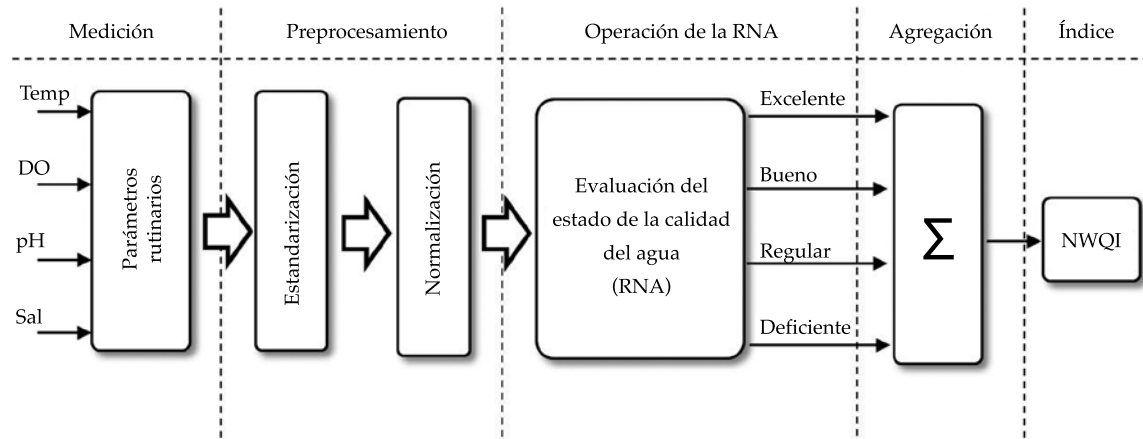 Medición
Preprocesamiento
Operación de la RNA
Agregación
Índice
Temp
DO
pH
Sal
Parámetros
rutinarios
Estandarización
Normalización
Evaluación del
estado de la calidad
del agua
(RNA)
Excelente
Bueno
Regular
Deficiente
Σ
NWQI